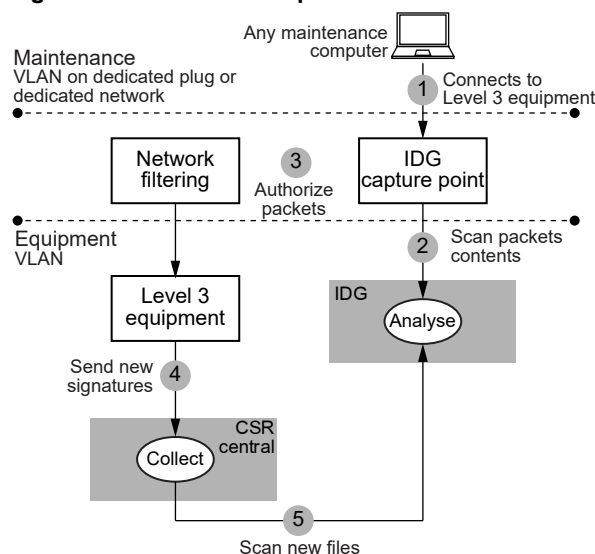 Any maintenance
computer
Maintenance
VLAN on dedicated plug or
dedicated network
1
Connects to
Level 3 equipment
Network
filtering
3
Authorize
packets
IDG
capture point
Equipment
VLAN
2
Scan packets
contents
Level 3
equipment
IDG
Analyse
Send new
signatures
4
CSR
central
Collect
5
Scan new files